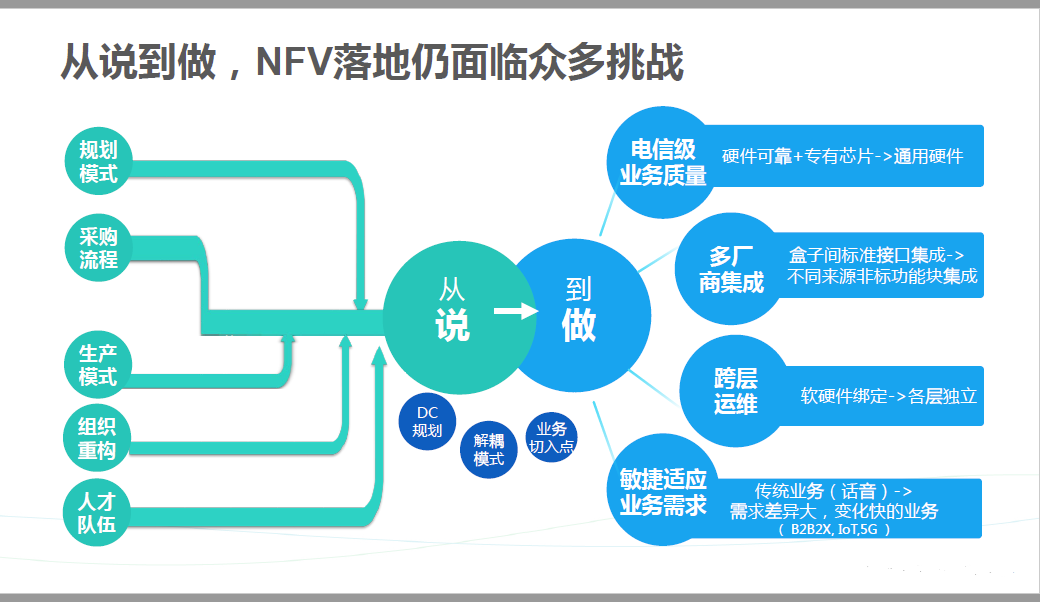 从说到做，NFV落地仍面临众多挑战
规划
模式
采购
流程
生产
模式
组织
重构
人才
队伍
从
说
到
做
DC
规划
解耦
模式
业务
切入点
电信级
业务质量
硬件可靠+专有芯片->通用硬件
多厂
商集成
盒子间标准接口集成->
不同来源非标功能块集成
跨层
运维
软硬件绑定->各层独立
敏捷适应
业务需求
传统业务（话音）->
需求差异大，变化快的业务
（ B2B2X, IoT,5G ）